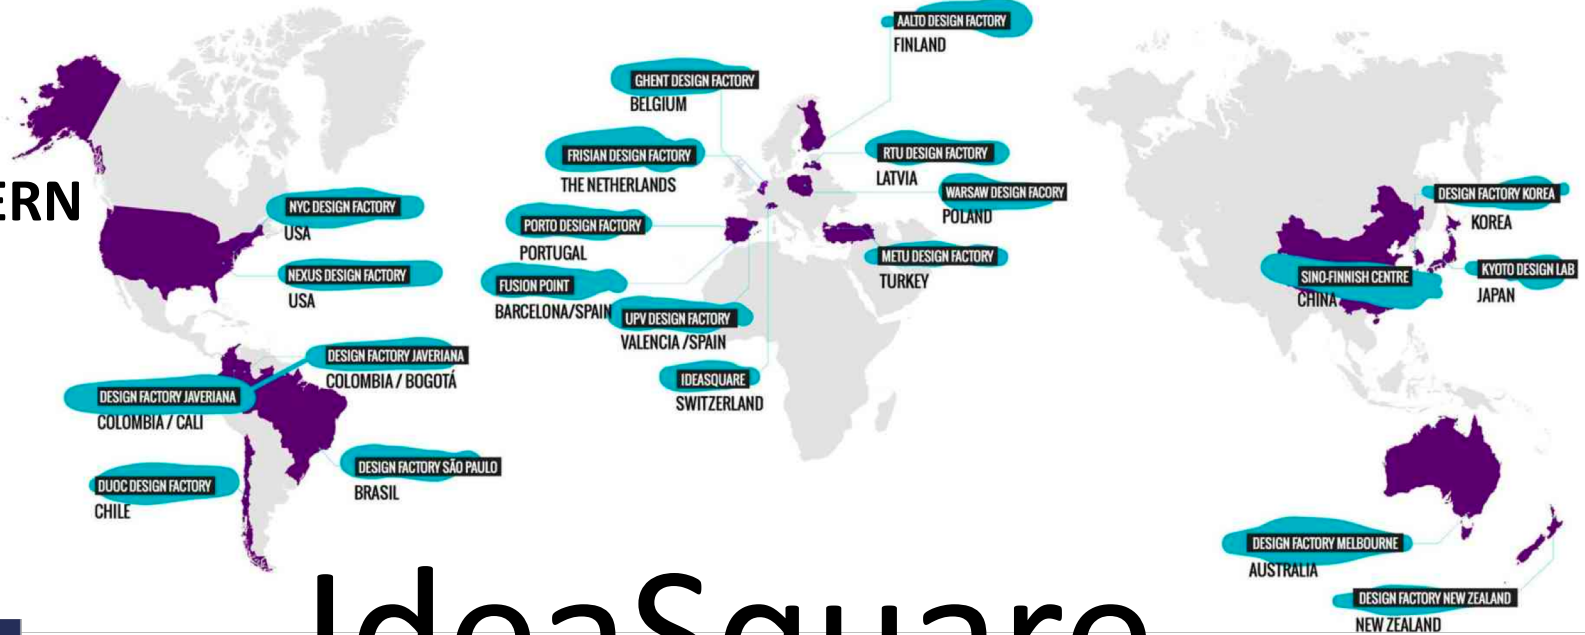 ERN
NYC DESIGN FACTORY
USA
NEXUS DESIGN FACTORY
USA
DESIGN FACTORY JAVERIANA
COLOMBIA / BOGOTÁ
DESIGN FACTORY JAVERIANA
COLOMBIA / CALI
DESIGN FACTORY SÃO PAULO
BRASIL
DUOC DESIGN FACTORY
CHILE
AALTO DESIGN FACTORY
FINLAND
GHENT DESIGN FACTORY
BELGIUM
FRISIAN DESIGN FACTORY
THE NETHERLANDS
RTU DESIGN FACTORY
LATVIA
WARSAW DESIGN FACORY
POLAND
PORTO DESIGN FACTORY
PORTUGAL
METU DESIGN FACTORY
TURKEY
FUSION POINT
BARCELONA/SPAIN
UPV DESIGN FACTORY
VALENCIA /SPAIN
IDEASQUARE
SWITZERLAND
DESIGN FACTORY KOREA
KOREA
SINO-FINNISH CENTRE
CHINA
KYOTO DESIGN LAB
JAPAN
DESIGN FACTORY MELBOURNE
AUSTRALIA
DESIGN FACTORY NEW ZEALAND
NEW ZEALAND
IdeaSquare